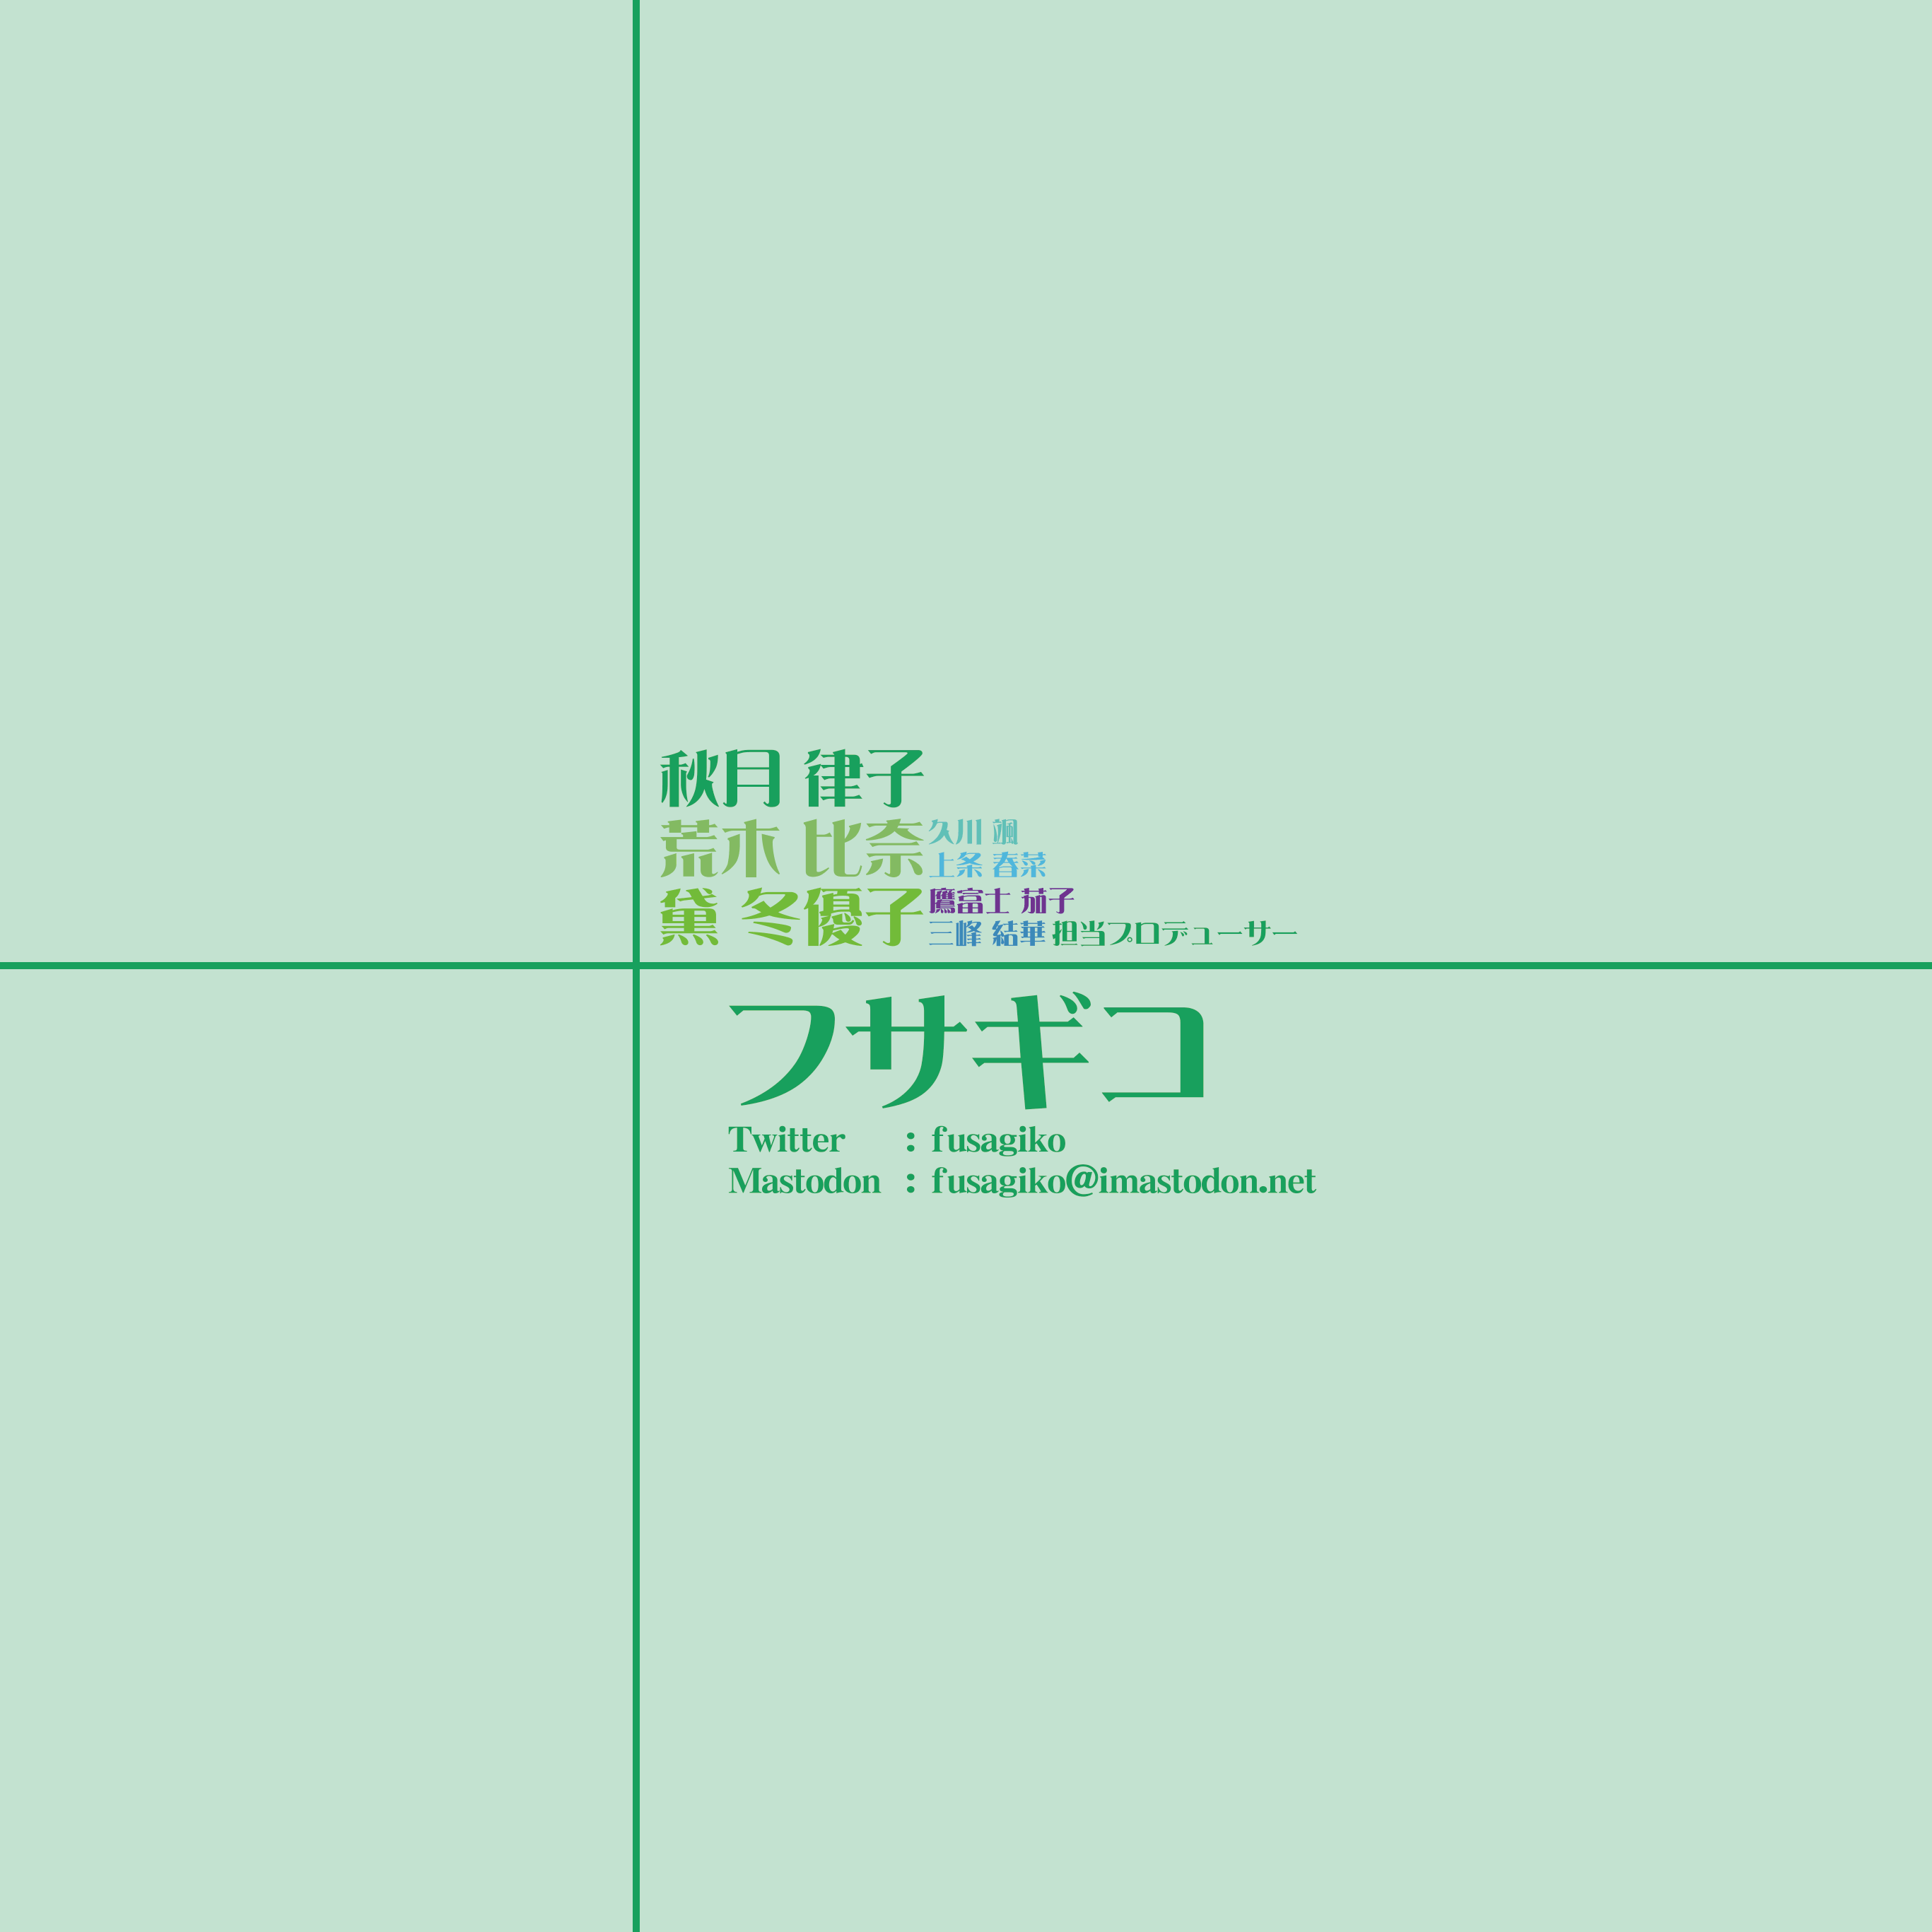 秋月 律子
荒木 比奈
久川 颯
上条 春菜
黛 冬優子
鷹富士 茄子
三峰 結華 担当プロデューサー
フサギコ
Twitter : fusagiko
Mastodon : fusagiko@imastodon.net